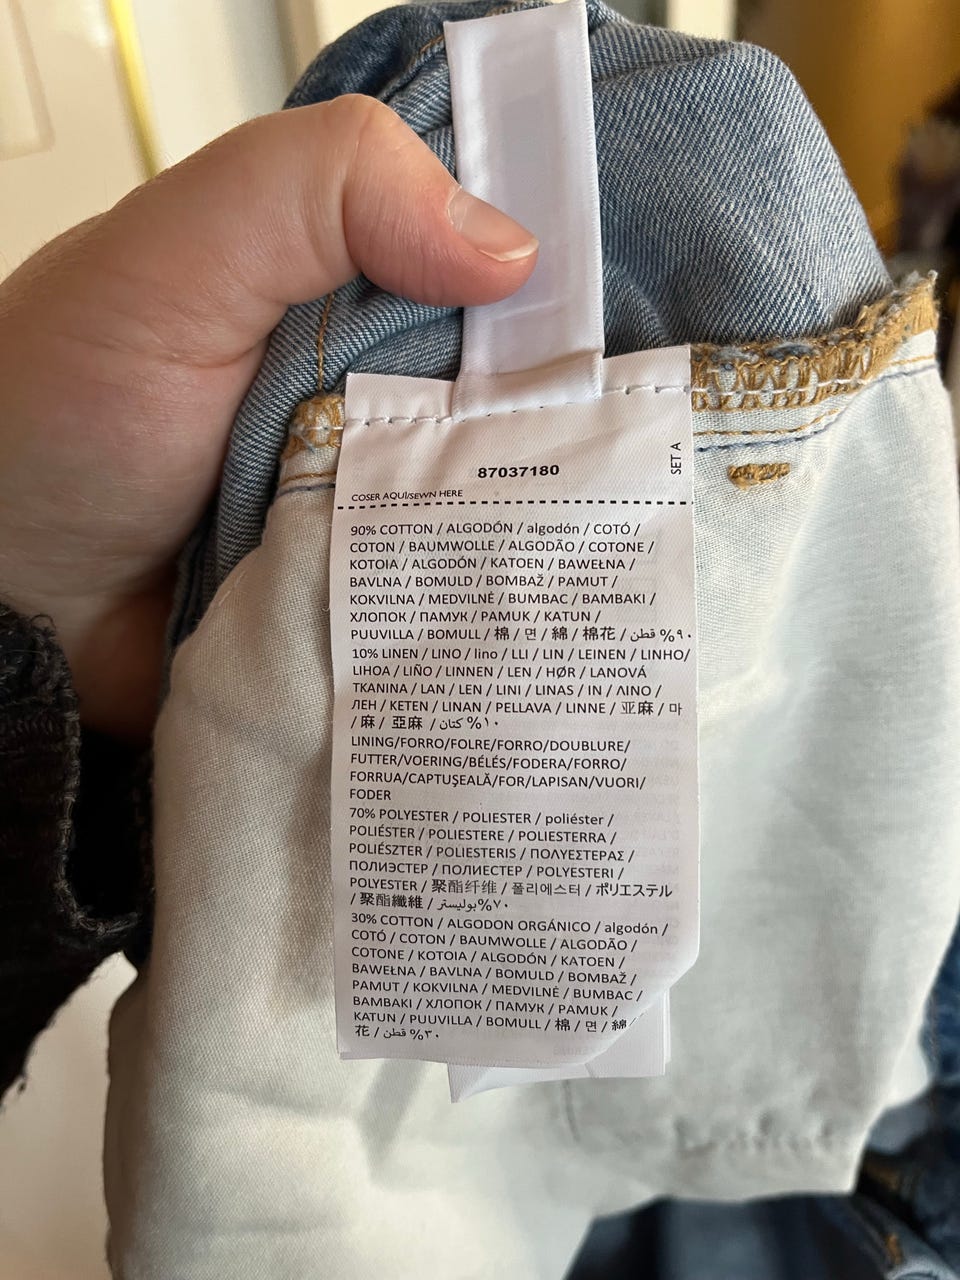 87037180
SET A
COSER AQUÍ/SEWN HERE
90% COTTON / ALGODÓN / algodón / COTÓ /
COTON / BAUMWOLLE / ALGODÃO / COTONE /
KOTOIA / ALGODÓN / KATOEN / BAWEŁNA /
BAVLNA / BOMULD / BOMBAŽ / PAMUT /
KOKVILNA / MEDVILNĖ / BUMBAC / BAMBAKI /
ХЛОПОК / ПАМУК / PAMUK / KATUN /
PUUVILLA / BOMULL / 棉 / 면 / 綿 / 棉花 / قطن %٩٠
10% LINEN / LINO / lino / LLI / LIN / LEINEN / LINHO/
LIHOA / LIÑO / LINNEN / LEN / HØR / LANOVÁ
TKANINA / LAN / LEN / LINI / LINAS / IN / ΛINO /
ЛЕН / KETEN / LINAN / PELLAVA / LINNE / 亚麻 / 마
/ 麻 / 亞麻 / كتان %١٠
LINING/FORRO/FOLRE/FORRO/DOUBLURE/
FUTTER/VOERING/BÉLÉS/FODERA/FORRO/
FORRUA/CAPTUŞEALĂ/FOR/LAPISAN/VUORI/
FODER
70% POLYESTER / POLIESTER / poliéster /
POLIÉSTER / POLIESTERE / POLIESTERRA /
POLIÉSZTER / POLIESTERIS / ΠΟΛΥΕΣΤΕΡΑΣ /
ПОЛИЭСТЕР / ПОЛИЕСТЕР / POLYESTERI /
POLYESTER / 聚酯纤维 / 폴리에스터 / ポリエステル
/ 聚酯纖維 / بوليستر %٧٠
30% COTTON / ALGODON ORGÁNICO / algodón /
COTÓ / COTON / BAUMWOLLE / ALGODÃO /
COTONE / KOTOIA / ALGODÓN / KATOEN /
BAWEŁNA / BAVLNA / BOMULD / BOMBAŽ /
PAMUT / KOKVILNA / MEDVILNĖ / BUMBAC /
BAMBAKI / ХЛОПОК / ПАМУК / PAMUK /
KATUN / PUUVILLA / BOMULL / 棉 / 면 / 綿 /
花 / قطن %٣٠